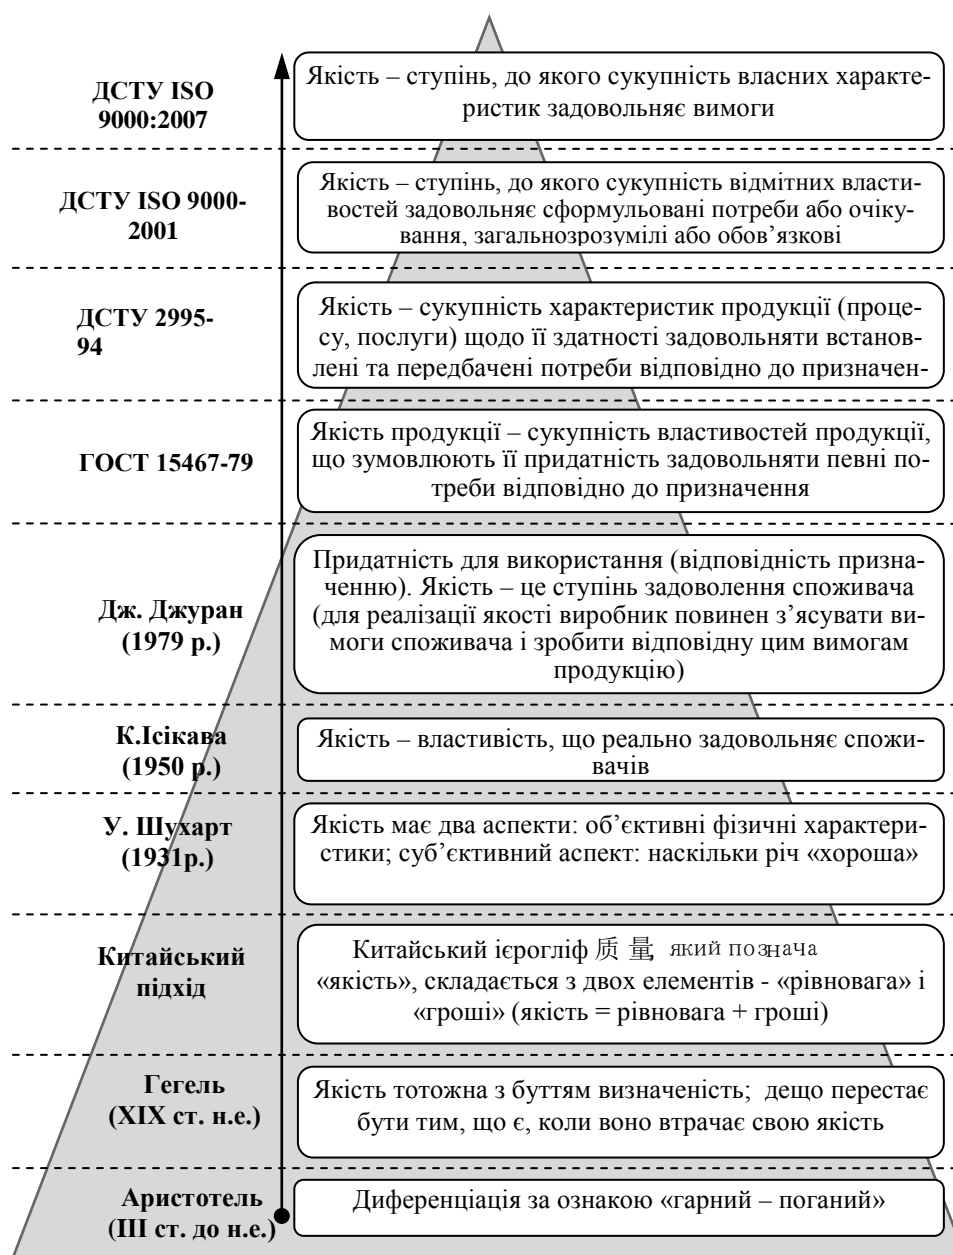 ДСТУ ISO
9000:2007
Якість – ступінь, до якого сукупність власних характе-
ристик задовольняє вимоги
ДСТУ ISO 9000-
2001
Якість – ступінь, до якого сукупність відмітних власти-
востей задовольняє сформульовані потреби або очіку-
вання, загальнозрозумілі або обов’язкові
ДСТУ 2995-
94
Якість – сукупність характеристик продукції (проце-
су, послуги) щодо її здатності задовольняти встанов-
лені та передбачені потреби відповідно до призначен-
ГОСТ 15467-79
Якість продукції – сукупність властивостей продукції,
що зумовлюють її придатність задовольняти певні по-
треби відповідно до призначення
Дж. Джуран
(1979 р.)
Придатність для використання (відповідність призна-
ченню). Якість – це ступінь задоволення споживача
(для реалізації якості виробник повинен з’ясувати ви-
моги споживача і зробити відповідну цим вимогам
продукцію)
К.Ісікава
(1950 р.)
Якість – властивість, що реально задовольняє спожи-
вачів
У. Шухарт
(1931р.)
Якість має два аспекти: об’єктивні фізичні характери-
стики; суб’єктивний аспект: наскільки річ «хороша»
Китайський
підхід
Китайський ієрогліф 质 量, який познача
«якість», складається з двох елементів - «рівновага» і
«гроші» (якість = рівновага + гроші)
Гегель
(ХІХ ст. н.е.)
Якість тотожна з буттям визначеність; дещо перестає
бути тим, що є, коли воно втрачає свою якість
Аристотель
(ІІІ ст. до н.е.)
Диференціація за ознакою «гарний – поганий»